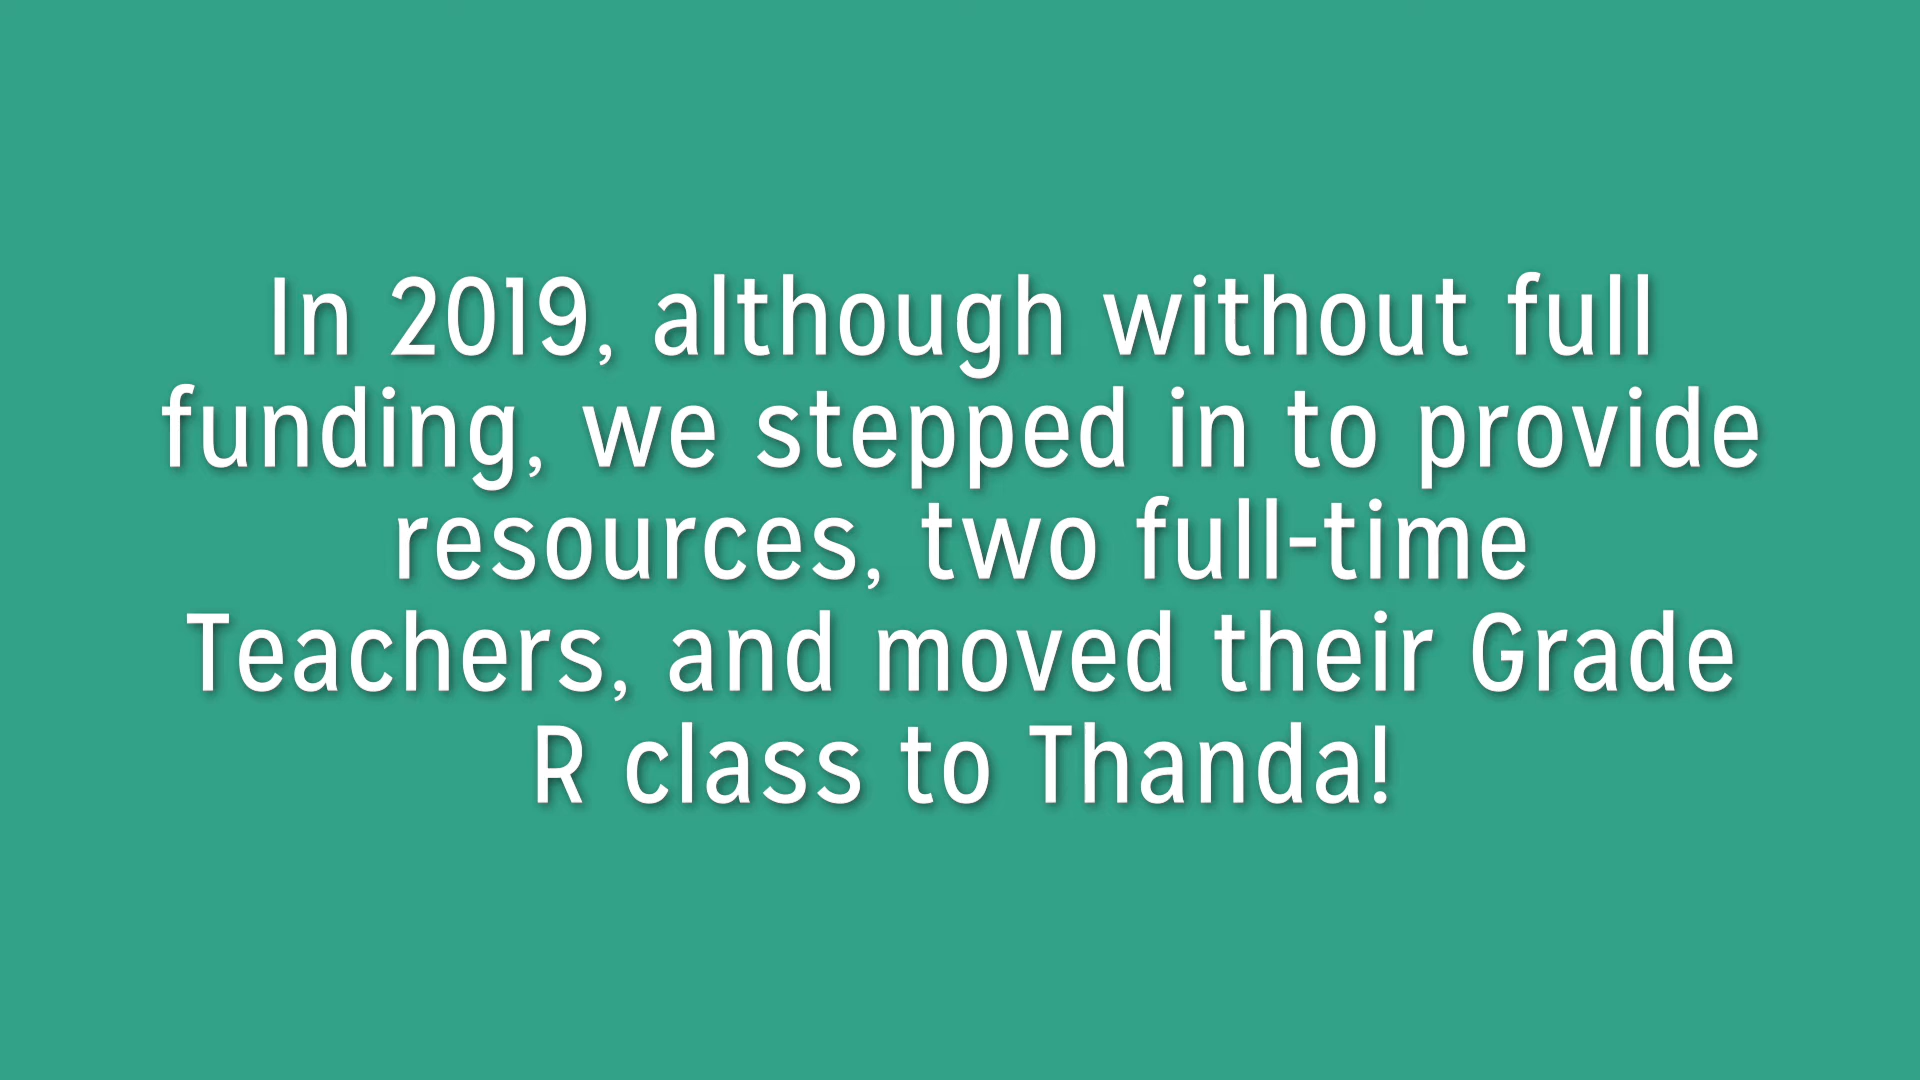 In 2019, although without full
funding, we stepped in to provide
resources, two full-time
Teachers, and moved their Grade
R class to Thanda!